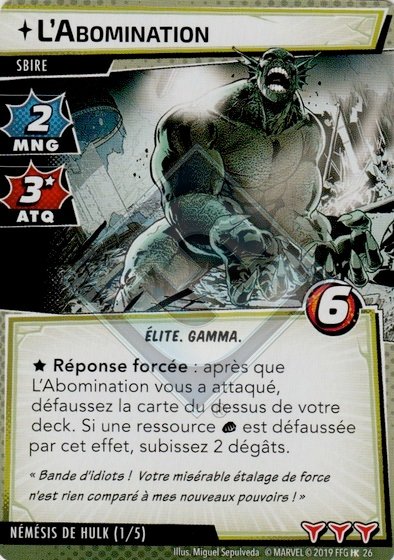 L'ABOMINATION
SBIRE
2
MNG
3*
ATQ
6
ÉLITE. GAMMA.
★ Réponse forcée : après que
L'Abomination vous a attaqué,
défaussez la carte du dessus de votre
deck. Si une ressource est défaussée
par cet effet, subissez 2 dégâts.
« Bande d'idiots ! Votre misérable étalage de force
n'est rien comparé à mes nouveaux pouvoirs ! »
NÉMÉSIS DE HULK (1/5)
Illus. Miguel Sepulveda © MARVEL © 2019 FFG HK 26